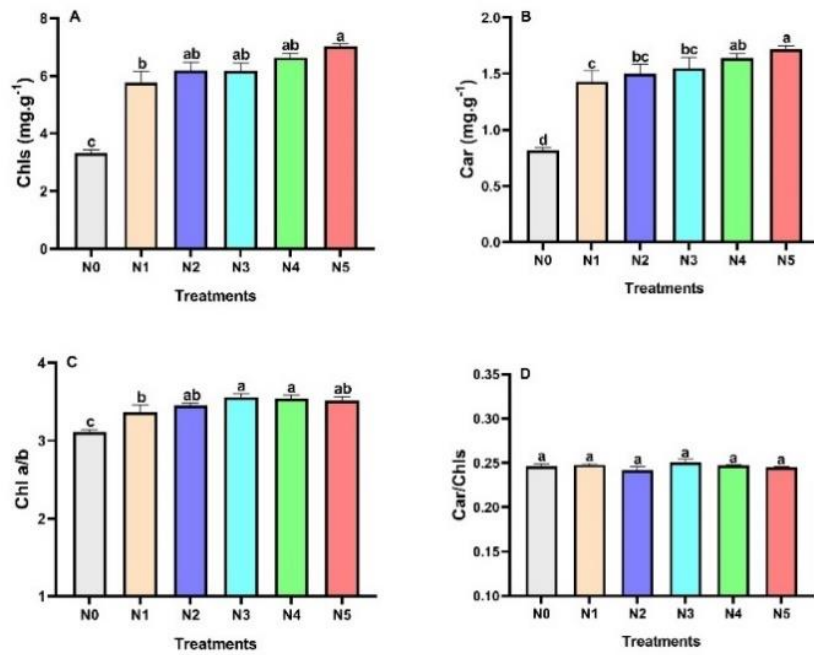 A
Chls (mg.g⁻¹)
8
6
4
2
0
c
b
ab
ab
ab
a
N0 N1 N2 N3 N4 N5
Treatments
B
Car (mg.g⁻¹)
2.0
1.5
1.0
0.5
0.0
d
c
bc
bc
ab
a
N0 N1 N2 N3 N4 N5
Treatments
C
Chl a/b
4
3
2
1
c
b
ab
a
a
ab
N0 N1 N2 N3 N4 N5
Treatments
D
Car/Chls
0.35
0.30
0.25
0.20
0.15
0.10
a
a
a
a
a
a
N0 N1 N2 N3 N4 N5
Treatments